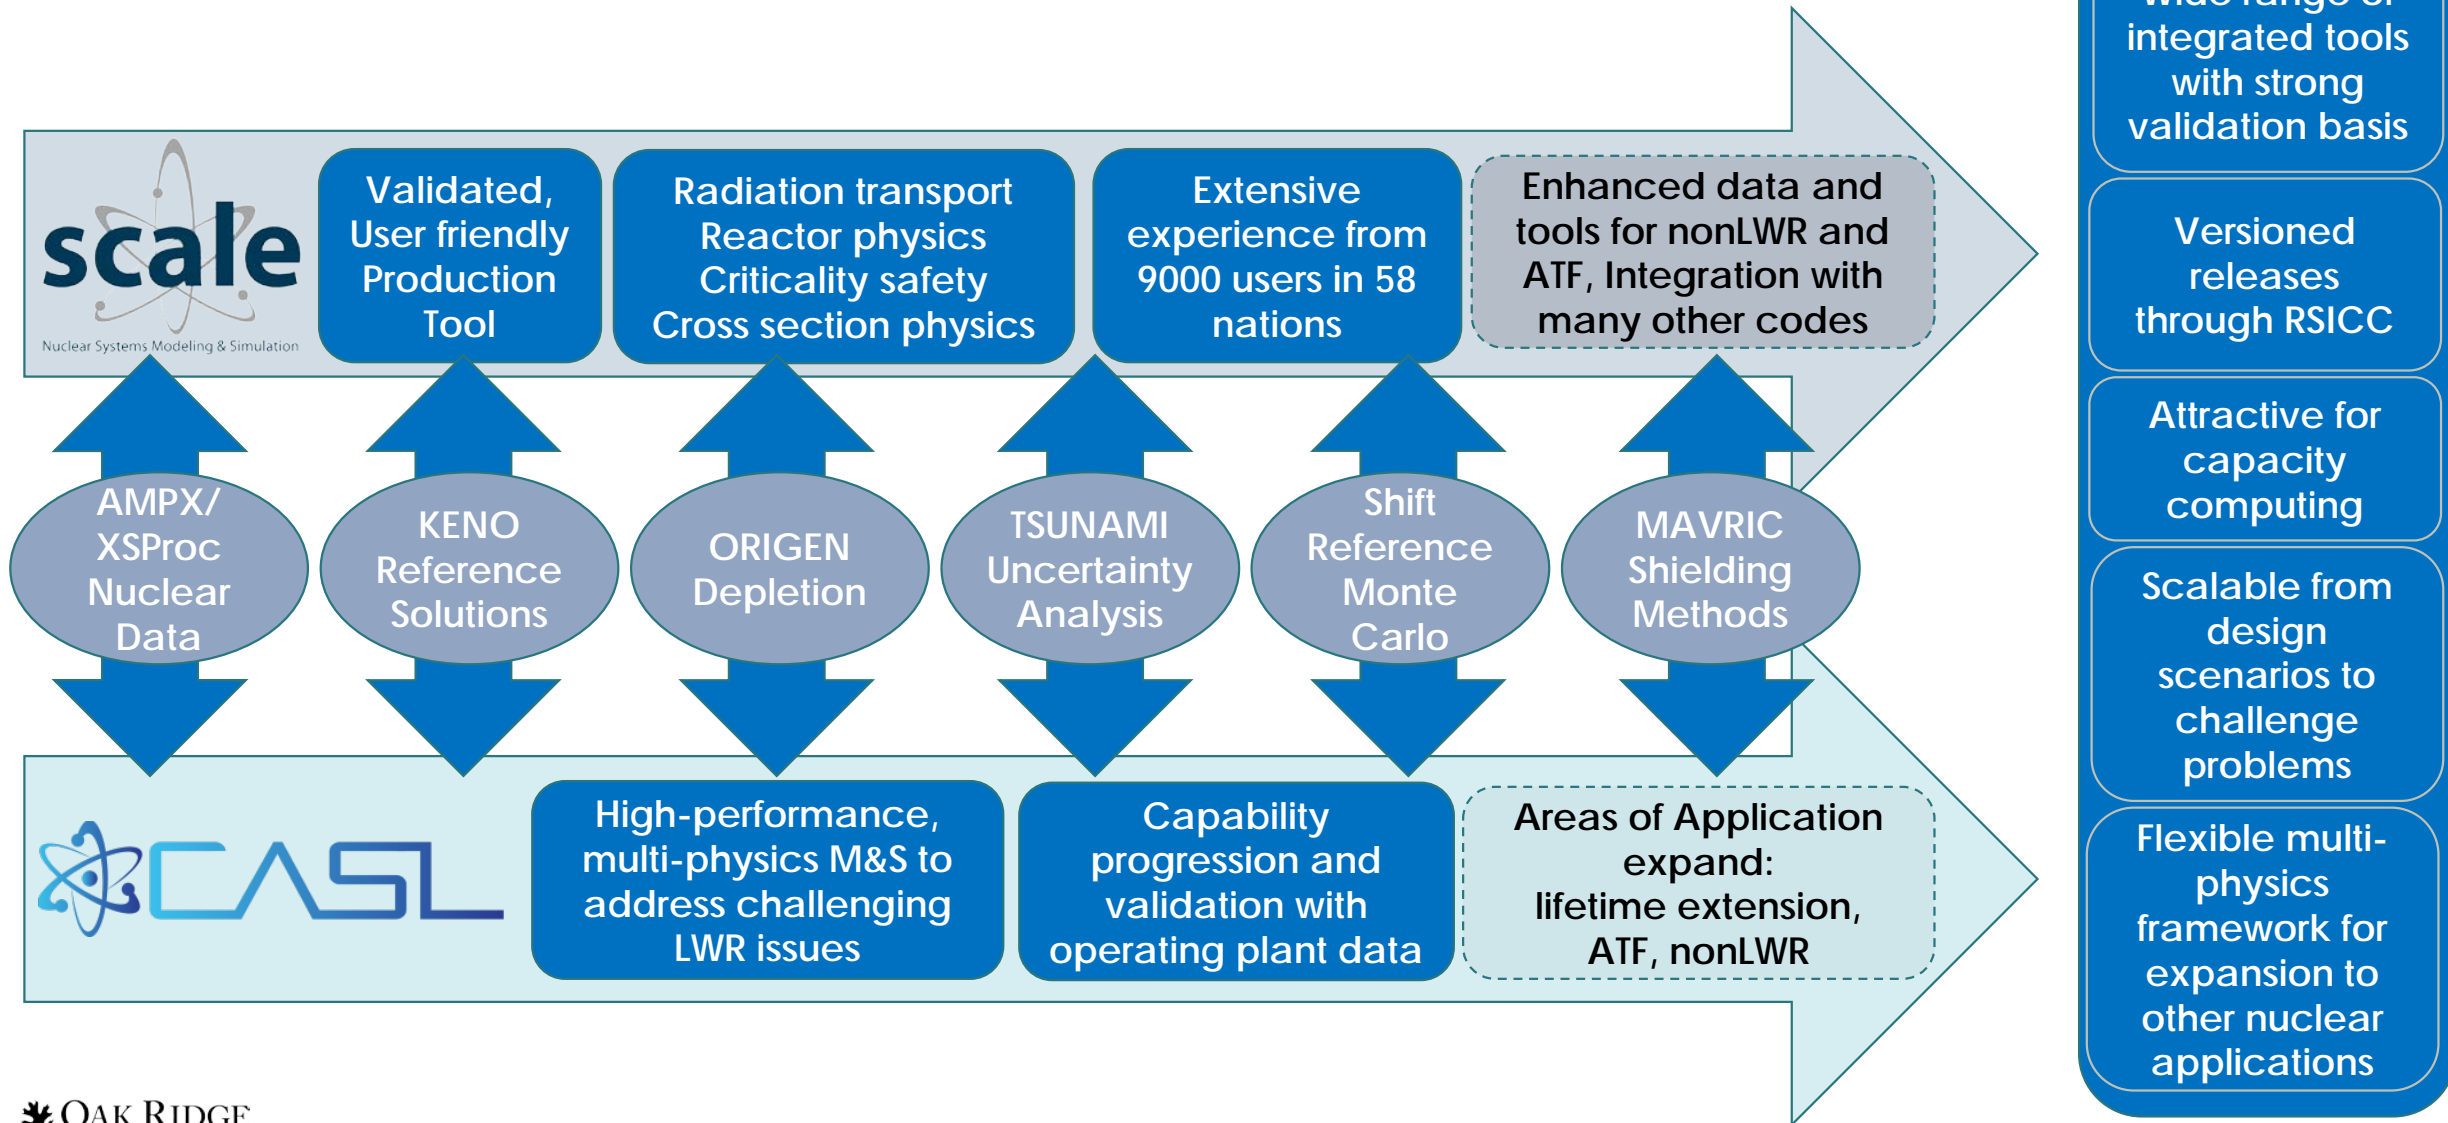 scale
Nuclear Systems Modeling & Simulation
Validated,
User friendly
Production
Tool
Radiation transport
Reactor physics
Criticality safety
Cross section physics
Extensive
experience from
9000 users in 58
nations
Enhanced data and
tools for nonLWR and
ATF, Integration with
many other codes
AMPX/
XSProc
Nuclear
Data
KENO
Reference
Solutions
ORIGEN
Depletion
TSUNAMI
Uncertainty
Analysis
Shift
Reference
Monte
Carlo
MAVRIC
Shielding
Methods
CASL
High-performance,
multi-physics M&S to
address challenging
LWR issues
Capability
progression and
validation with
operating plant data
Areas of Application
expand:
lifetime extension,
ATF, nonLWR
wide range of
integrated tools
with strong
validation basis
Versioned
releases
through RSICC
Attractive for
capacity
computing
Scalable from
design
scenarios to
challenge
problems
Flexible multi-
physics
framework for
expansion to
other nuclear
applications
OAK RIDGE